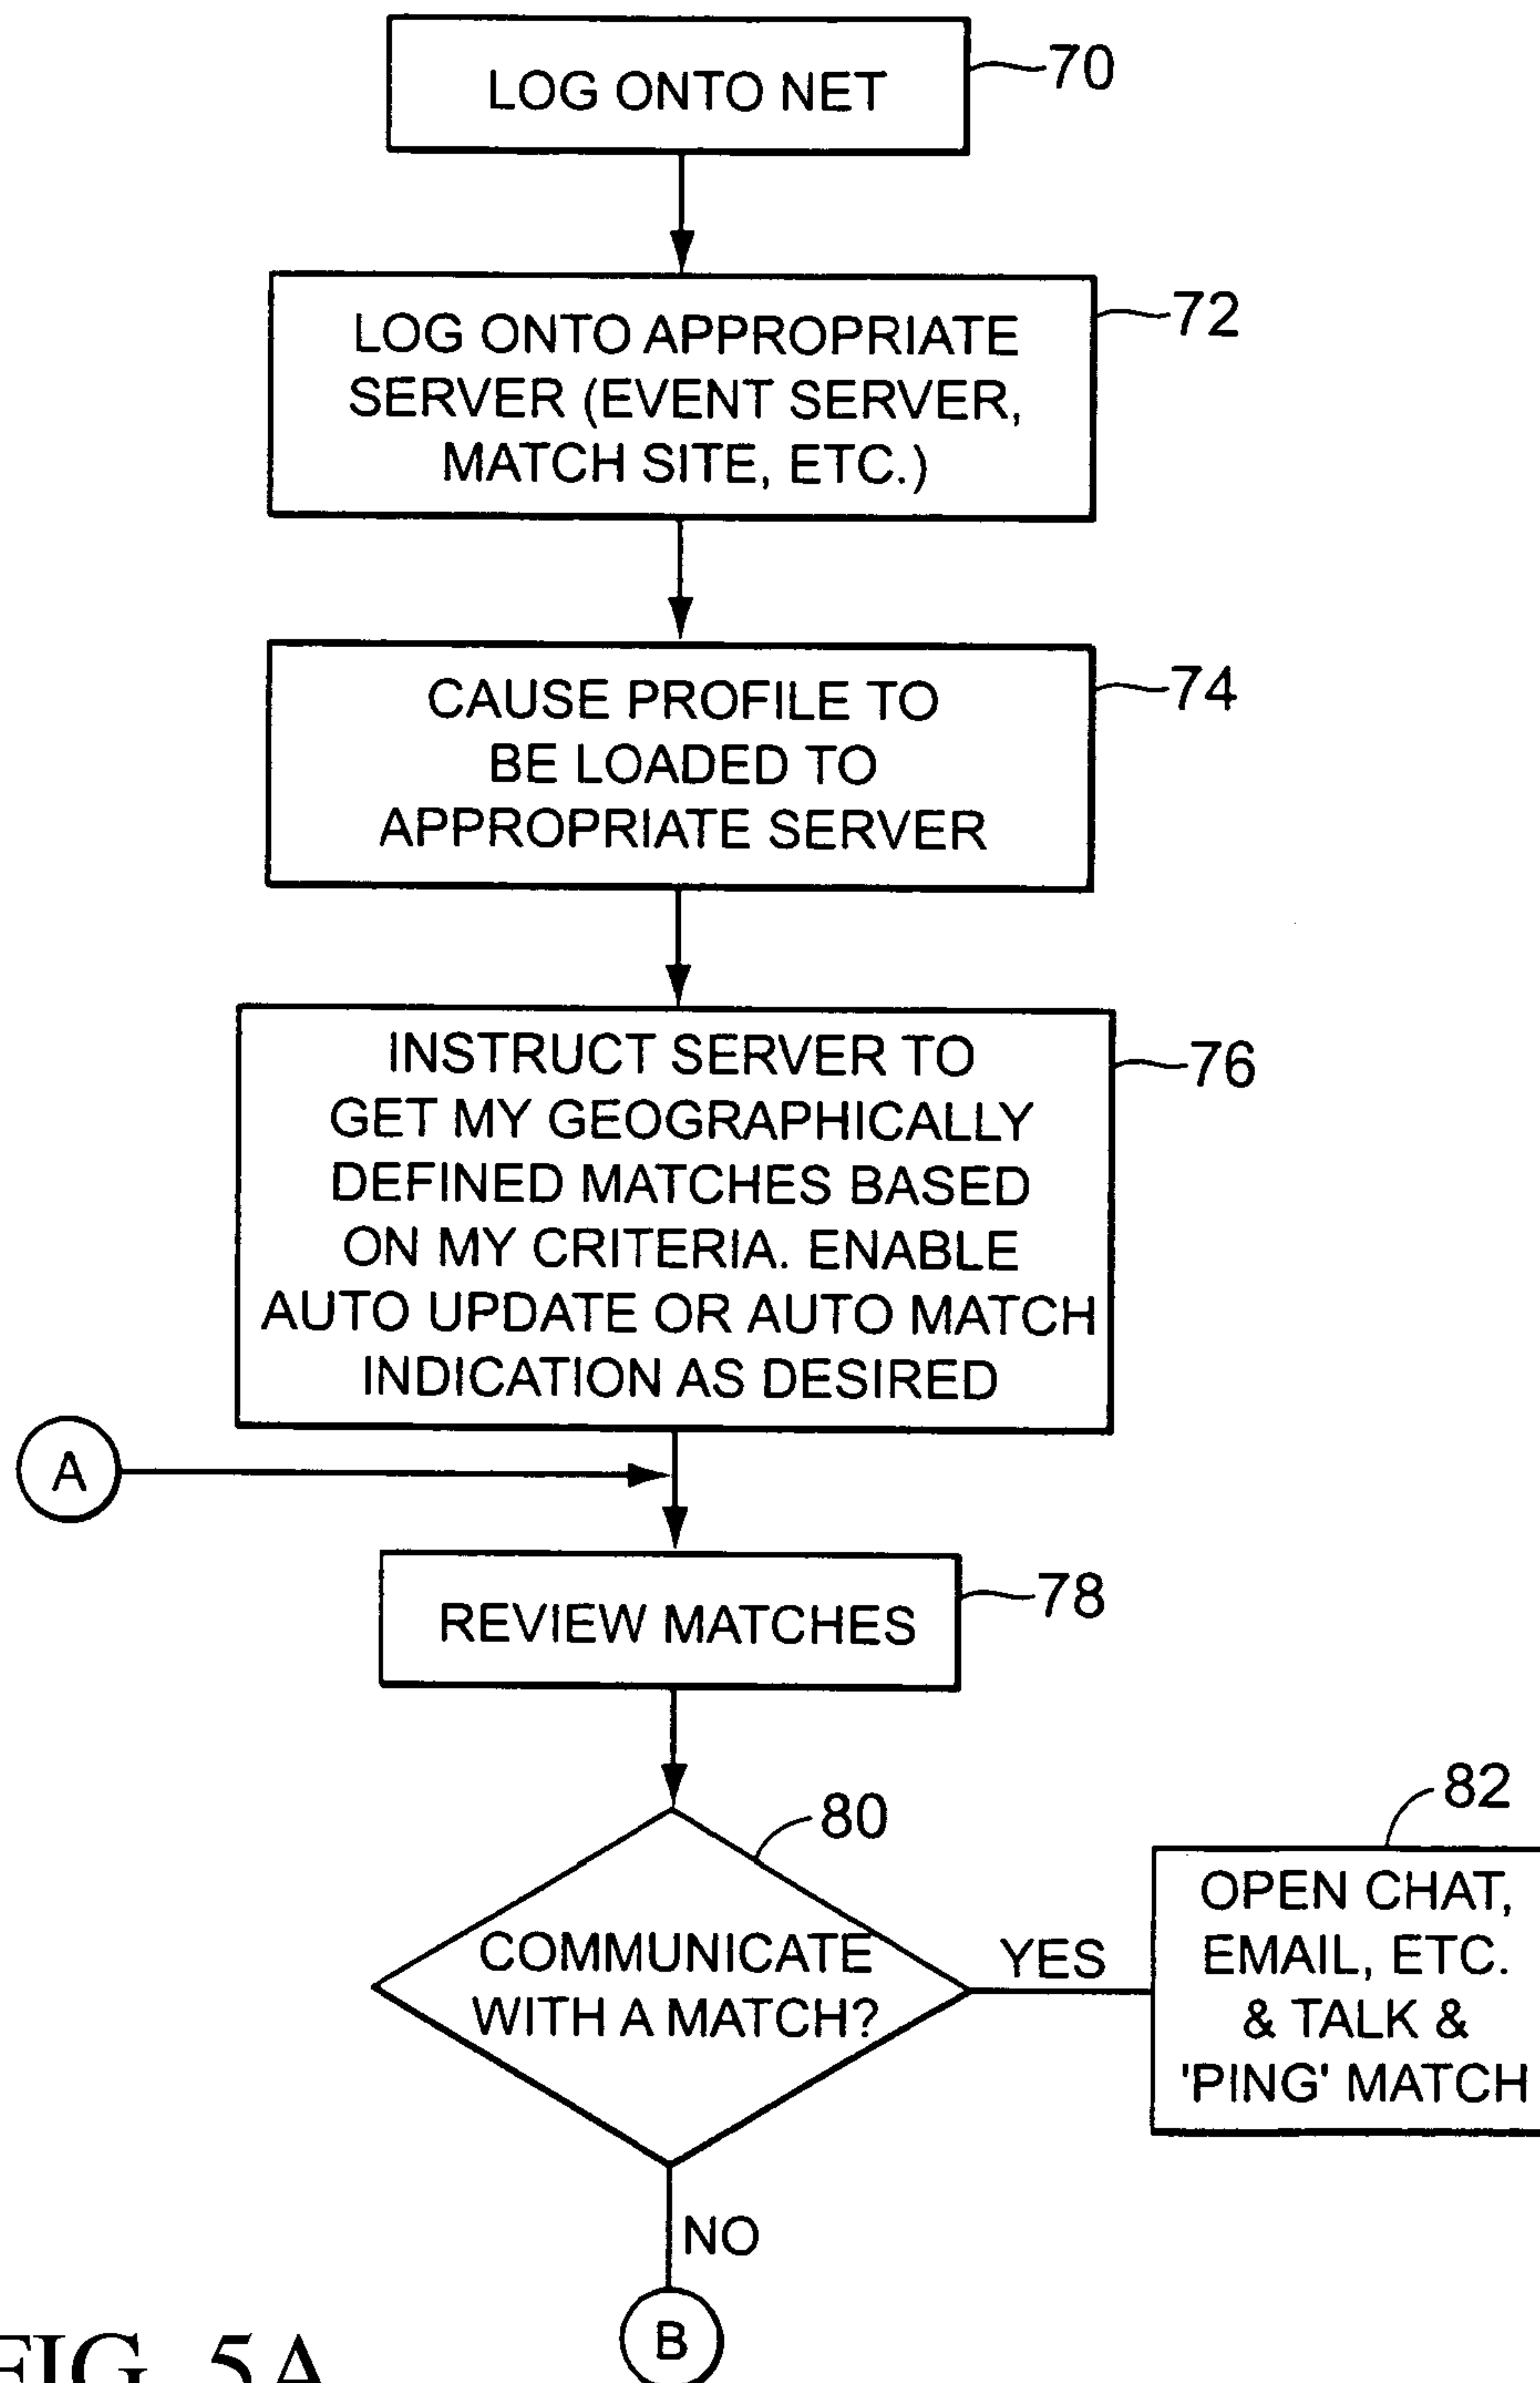 LOG ONTO NET
70
LOG ONTO APPROPRIATE
SERVER (EVENT SERVER,
MATCH SITE, ETC.)
72
CAUSE PROFILE TO
BE LOADED TO
APPROPRIATE SERVER
74
INSTRUCT SERVER TO
GET MY GEOGRAPHICALLY
DEFINED MATCHES BASED
ON MY CRITERIA. ENABLE
AUTO UPDATE OR AUTO MATCH
INDICATION AS DESIRED
76
A
REVIEW MATCHES
78
80
COMMUNICATE
WITH A MATCH?
YES
82
OPEN CHAT,
EMAIL, ETC.
& TALK &
'PING' MATCH
NO
B
FIG. 5A